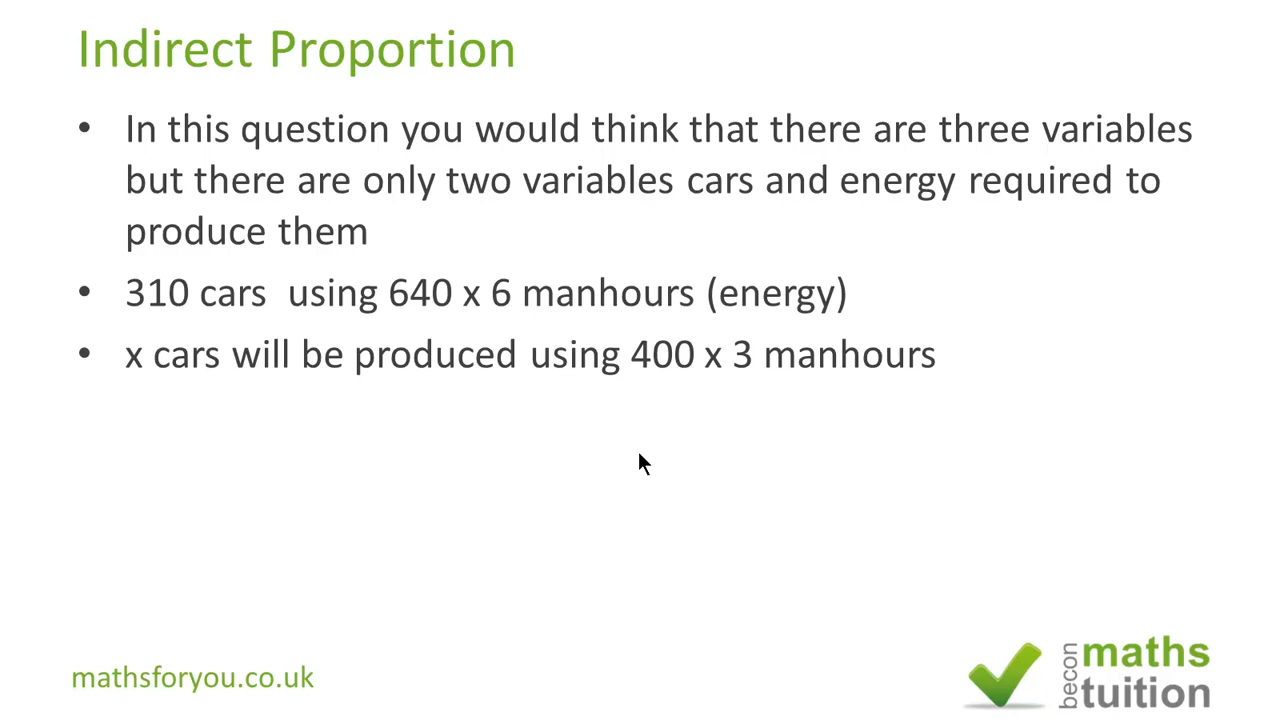 Indirect Proportion
• In this question you would think that there are three variables
but there are only two variables cars and energy required to
produce them
• 310 cars using 640 x 6 manhours (energy)
• x cars will be produced using 400 x 3 manhours
mathsforyou.co.uk
becon
maths
tuition